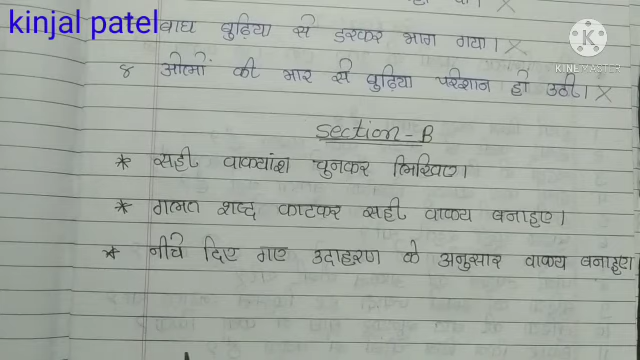 kinjal patel
वाघ बुढ़िया से डरकर भाग गया। X
४ ओलों की मार से बुढ़िया परेशान हो उठी। X
KINEMASTER
Section-B
* सही वाक्यांश चुनकर लिखिए।
* गलत शब्द काटकर सही वाक्य बनाइए।
* नीचे दिए गए उदाहरण के अनुसार वाक्य बनाइए